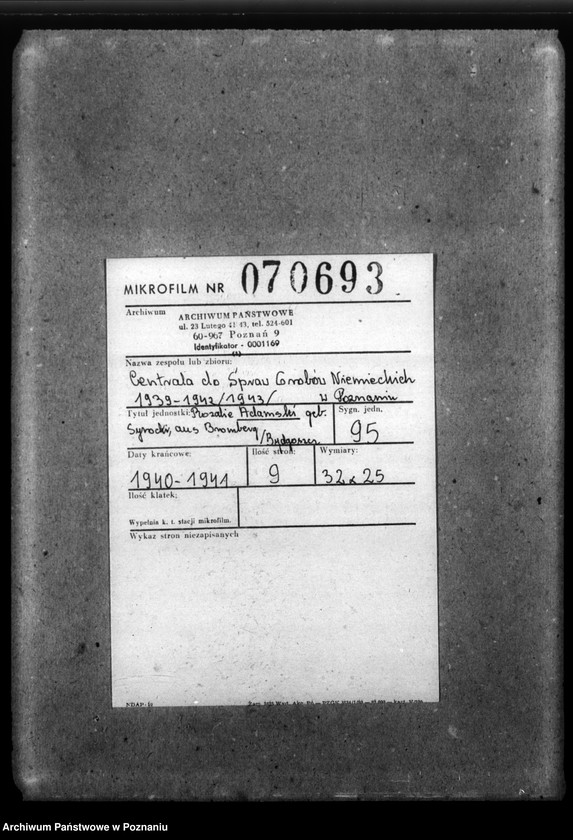 MIKROFILM NR 070693
Archiwum
ARCHIWUM PAŃSTWOWE
ul. 23 Lutego 41/43, tel. 524-601
60-967 Poznań 9
Identyfikator - 0001169
Nazwa zespołu lub zbioru:
Centrala do Spraw Grobów Niemieckich
1939-1942/1943/ w Poznaniu
Tytuł jednostki: Rosalie Adamski geb.
Syrocki, aus Bromberg
/Bydgoszcz
Sygn. jedn.
95
Daty krańcowe:
1940-1941
Ilość stron:
9
Wymiary:
32x25
Ilość klatek:
Wypełnia k. t. stacji mikrofilm.
Wykaz stron niezapisanych
NDAP-
Archiwum Państwowe w Poznaniu